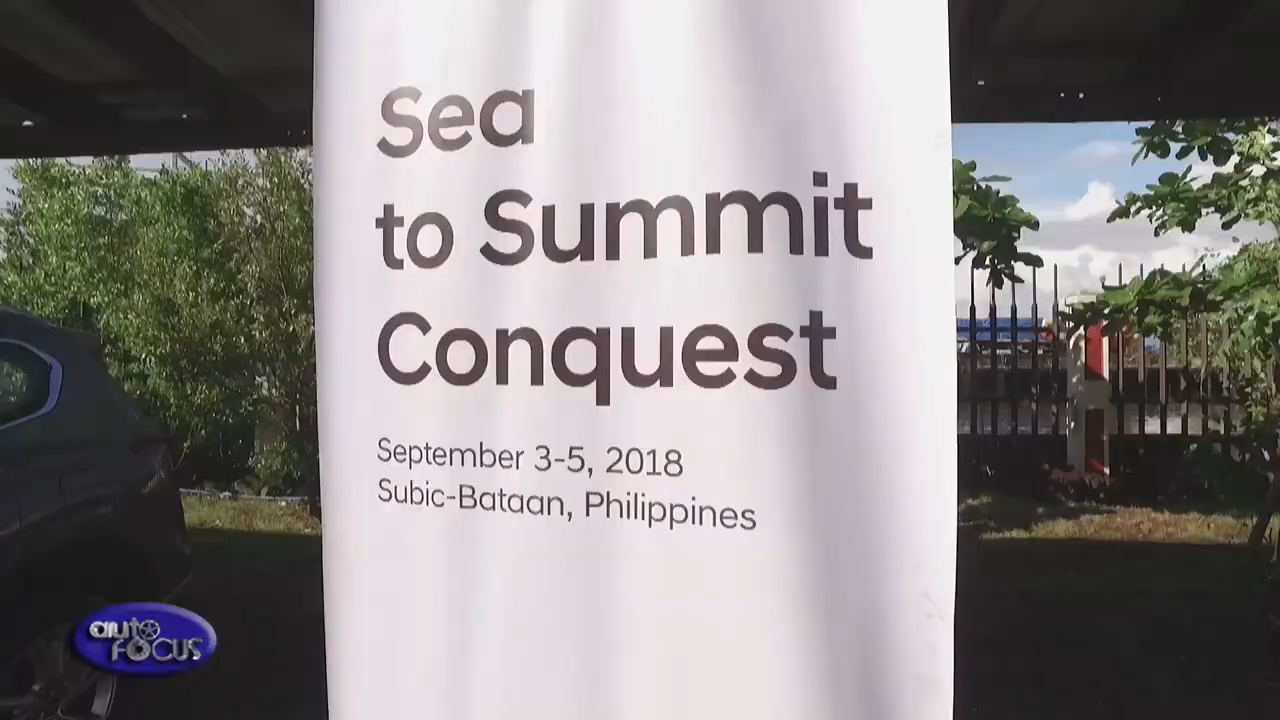 Sea
to Summit
Conquest
September 3-5, 2018
Subic-Bataan, Philippines
auto
FOCUS